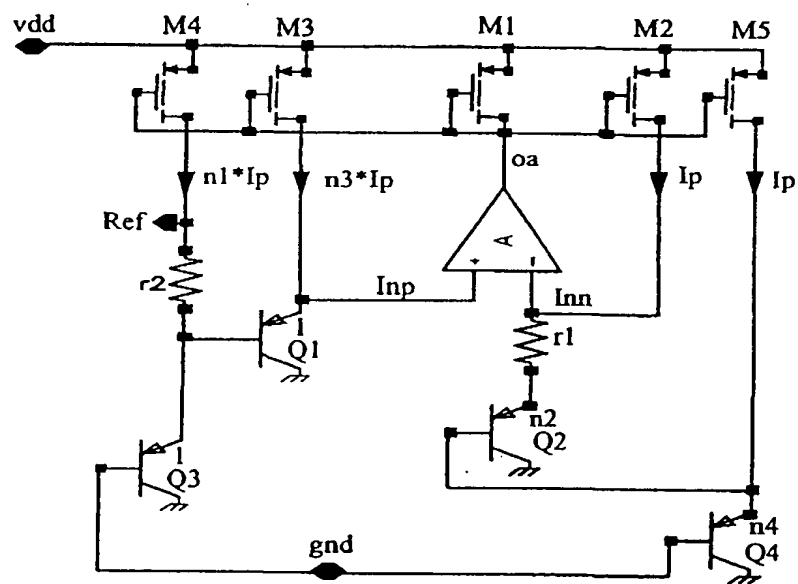 vdd M4 M3 M1 M2 M5
oa
n1*Ip n3*Ip Ip Ip
Ref
A
+ -
r2 Inp Inn
r1
1
Q1
n2
Q2
1
Q3
n4
Q4
gnd